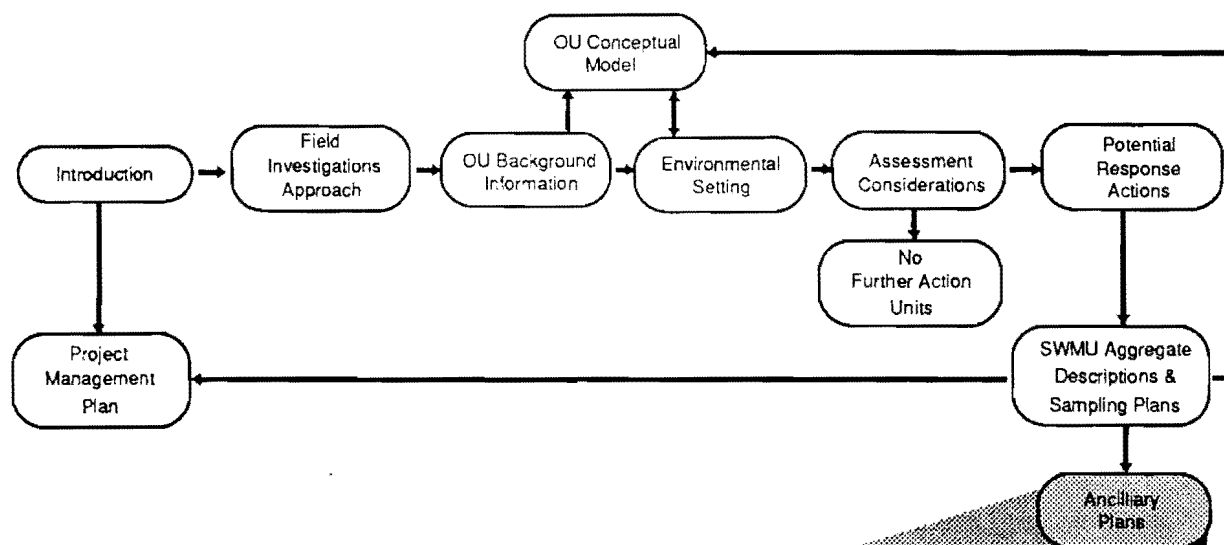 OU Conceptual
Model
Introduction
Field
Investigations
Approach
OU Background
Information
Environmental
Setting
Assessment
Considerations
Potential
Response
Actions
No
Further Action
Units
Project
Management
Plan
SWMU Aggregate
Descriptions &
Sampling Plans
Ancilliary
Plans